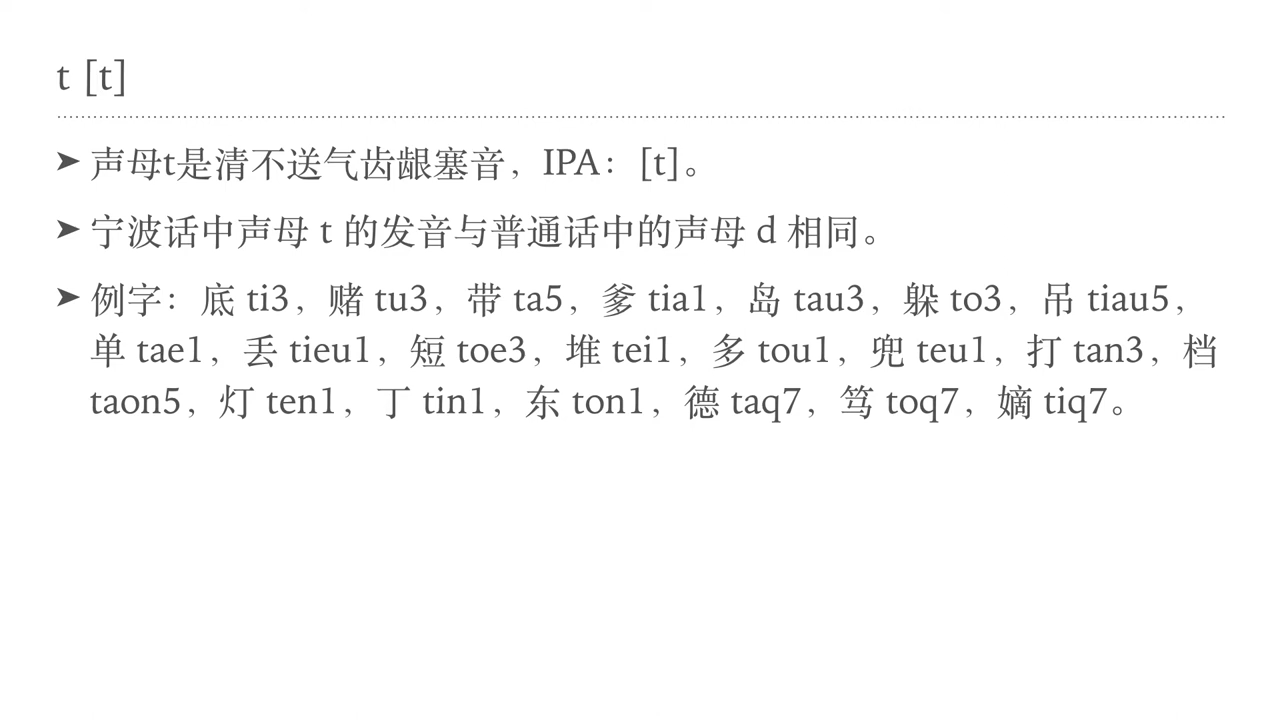 t [t]
➤ 声母t是清不送气齿龈塞音，IPA：[t]。
➤ 宁波话中声母 t 的发音与普通话中的声母 d 相同。
➤ 例字：底 ti3，赌 tu3，带 ta5，爹 tia1，岛 tau3，躲 to3，吊 tiau5，
单 tae1，丢 tieu1，短 toe3，堆 tei1，多 tou1，兜 teu1，打 tan3，档
taon5，灯 ten1，丁 tin1，东 ton1，德 taq7，笃 toq7，嫡 tiq7。